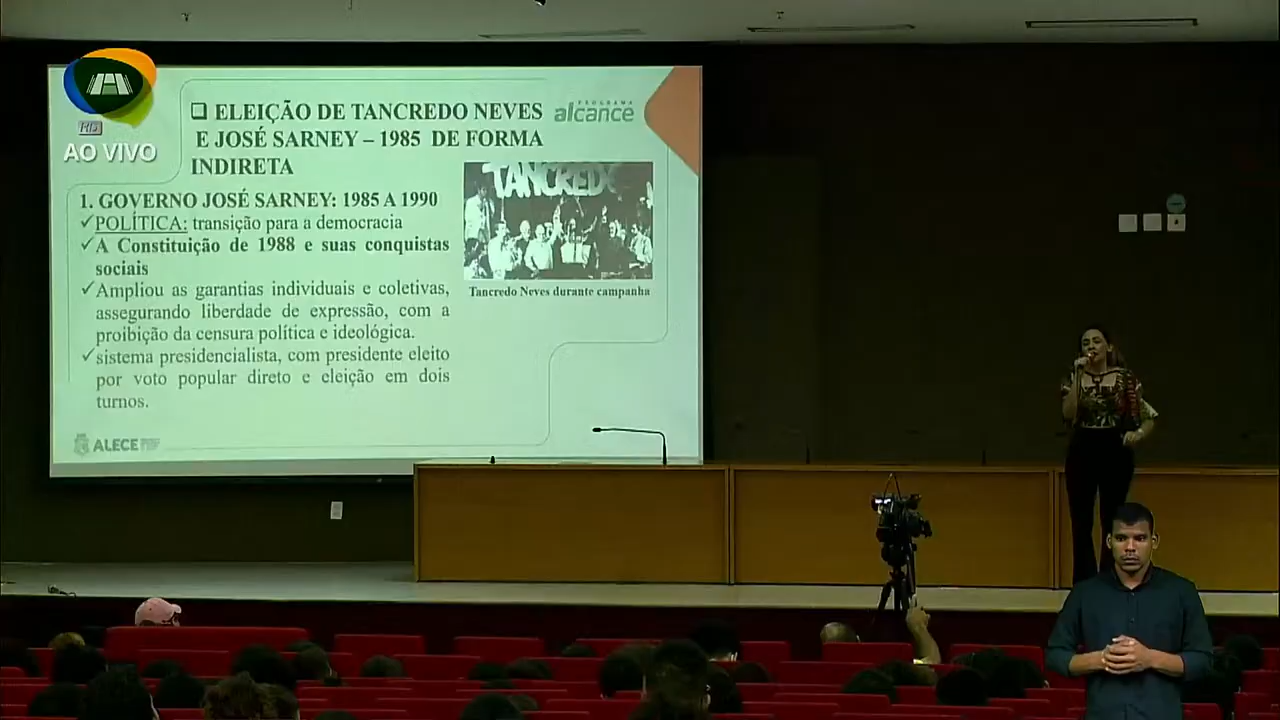 AO VIVO
❑ ELEIÇÃO DE TANCREDO NEVES
E JOSÉ SARNEY – 1985 DE FORMA
INDIRETA
PROGRAMA
alcance
1. GOVERNO JOSÉ SARNEY: 1985 A 1990
✓POLÍTICA: transição para a democracia
✓A Constituição de 1988 e suas conquistas
sociais
✓Ampliou as garantias individuais e coletivas,
assegurando liberdade de expressão, com a
proibição da censura política e ideológica.
✓sistema presidencialista, com presidente eleito
por voto popular direto e eleição em dois
turnos.
TANCREDO
Tancredo Neves durante campanha
ALECE